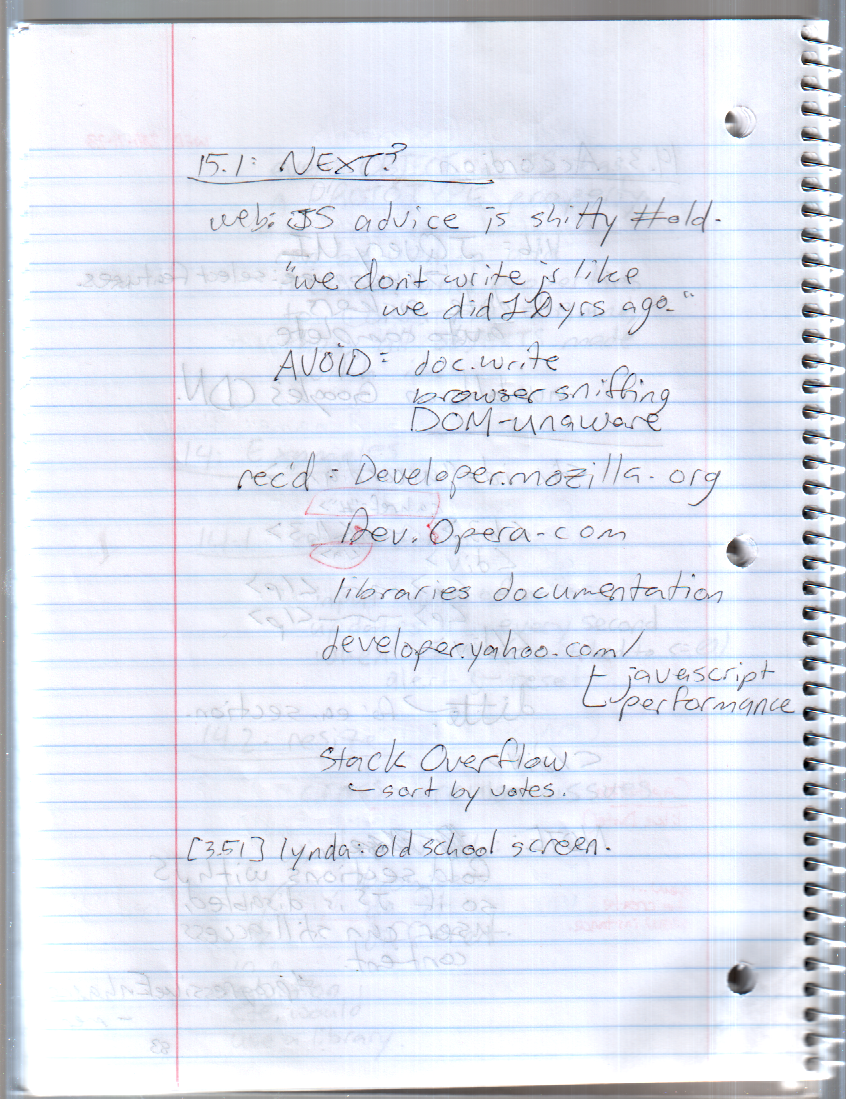 15.1: NEXT?
web: JS advice is shitty #old.
"we don't write js like
we did 10 yrs ago."
AVOID: doc.write
browser sniffing
DOM-unaware
rec'd: Developer.mozilla.org
Dev.Opera.com
libraries documentation
developer.yahoo.com/
javascript
performance
Stack Overflow
- sort by votes.
[3:51] lynda: old school screen.